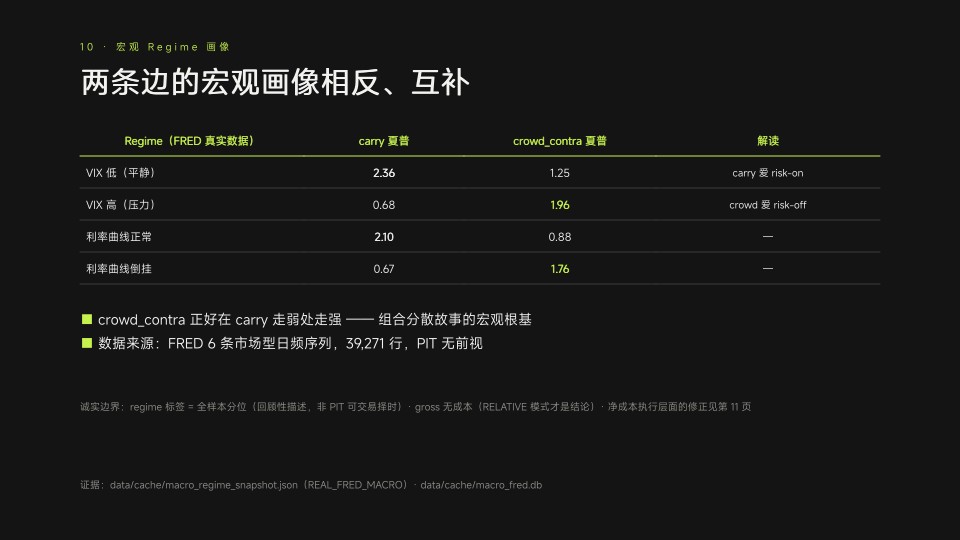 10 · 宏观 Regime 画像
两条边的宏观画像相反、互补
Regime（FRED 真实数据） carry 夏普 crowd_contra 夏普 解读
VIX 低（平静） 2.36 1.25 carry 爱 risk-on
VIX 高（压力） 0.68 1.96 crowd 爱 risk-off
利率曲线正常 2.10 0.88 —
利率曲线倒挂 0.67 1.76 —
■ crowd_contra 正好在 carry 走弱处走强 —— 组合分散故事的宏观根基
■ 数据来源：FRED 6 条市场型日频序列，39,271 行，PIT 无前视
诚实边界：regime 标签 = 全样本分位（回顾性描述，非 PIT 可交易择时）· gross 无成本（RELATIVE 模式才是结论）· 净成本执行层面的修正见第 11 页
证据：data/cache/macro_regime_snapshot.json（REAL_FRED_MACRO）· data/cache/macro_fred.db